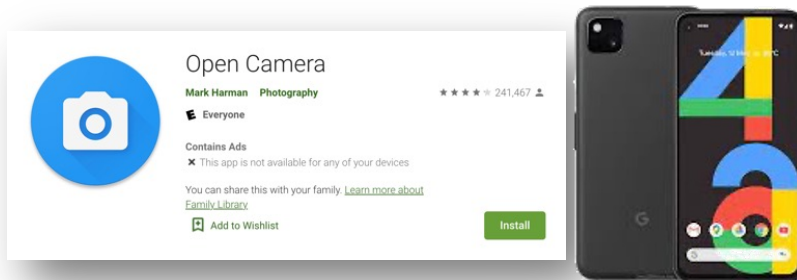 Open Camera
Mark Harman Photography
241,467
Everyone
Contains Ads
This app is not available for any of your devices
You can share this with your family. Learn more about
Family Library
Add to Wishlist
Install
G
4a
G